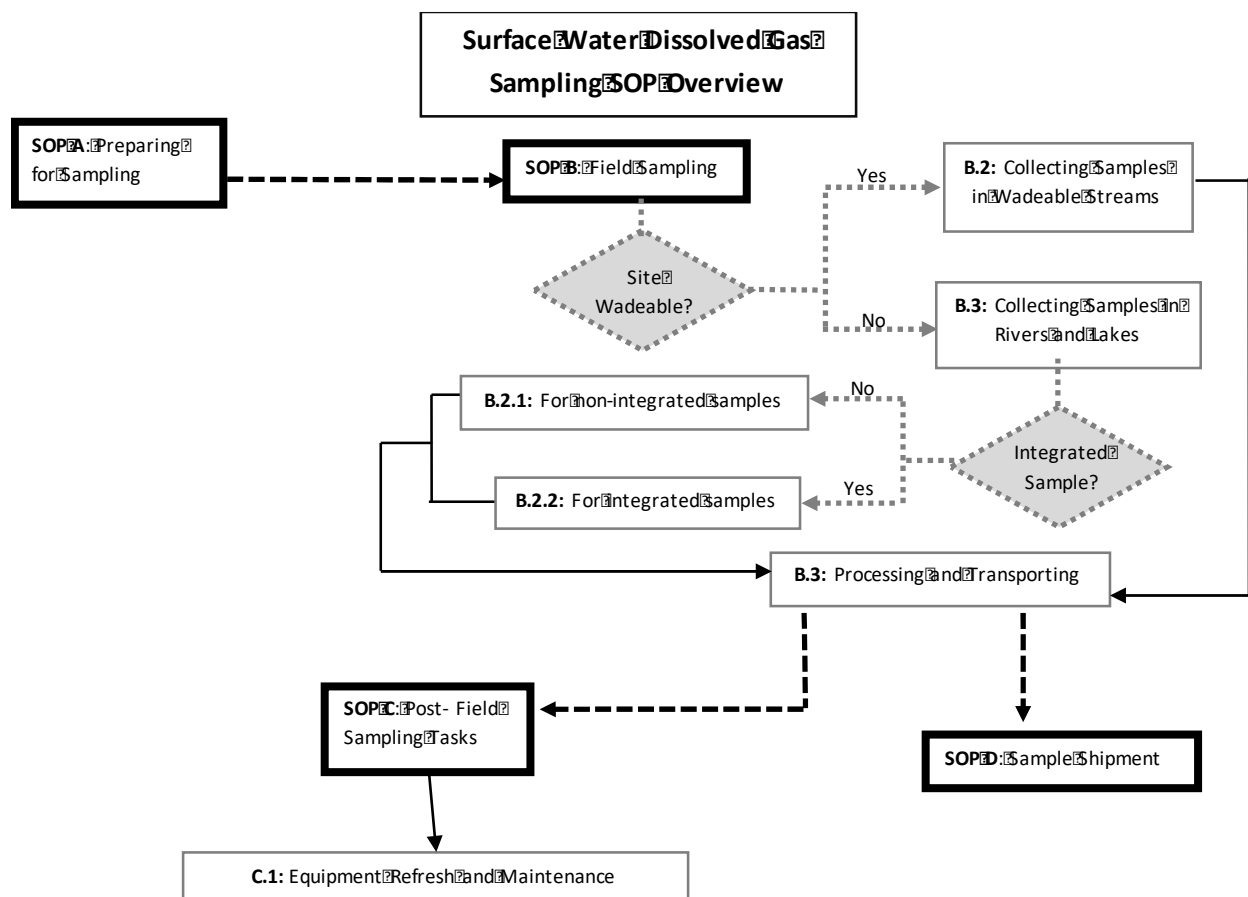 Surface Water Dissolved Gas
Sampling SOP Overview
SOP A: Preparing
for Sampling
SOP B: Field Sampling
Yes
B.2: Collecting Samples
in Wadeable Streams
Site
Wadeable?
No
B.3: Collecting Samples in
Rivers and Lakes
B.2.1: For non-integrated samples
No
Integrated
Sample?
B.2.2: For integrated samples
Yes
B.3: Processing and Transporting
SOP C: Post- Field
Sampling Tasks
SOP D: Sample Shipment
C.1: Equipment Refresh and Maintenance